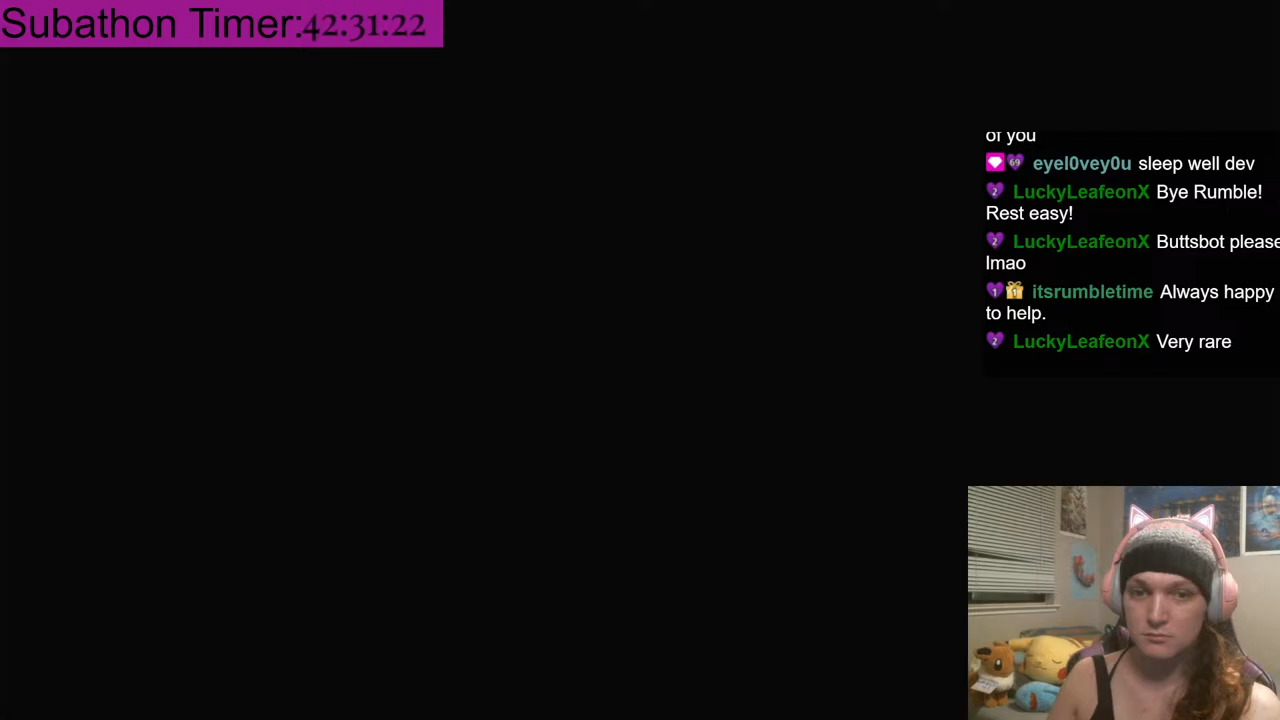 Subathon Timer:42:31:22
of you
eyel0vey0u sleep well dev
LuckyLeafeonX Bye Rumble!
Rest easy!
LuckyLeafeonX Buttsbot please
lmao
itsrumbletime Always happy
to help.
LuckyLeafeonX Very rare